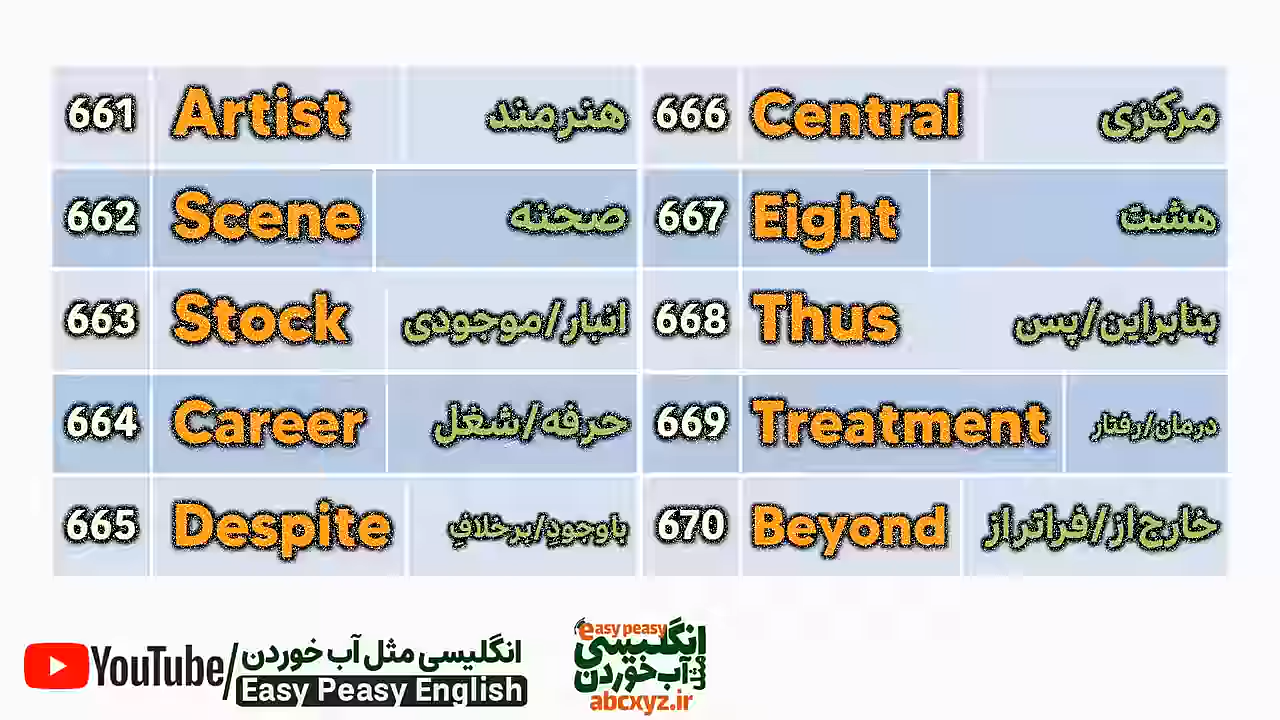 661 Artist هنرمند 666 Central مرکزی
662 Scene صحنه 667 Eight هشت
663 Stock انبار/موجودی 668 Thus بنابراین/پس
664 Career حرفه/شغل 669 Treatment درمان/رفتار
665 Despite باوجودِ/برخلافِ 670 Beyond خارج‌از/فراتراز
YouTube/انگلیسی مثل آب خوردن
Easy Peasy English
easy peasy
انگلیسی
مثل آب خوردن
abcxyz.ir